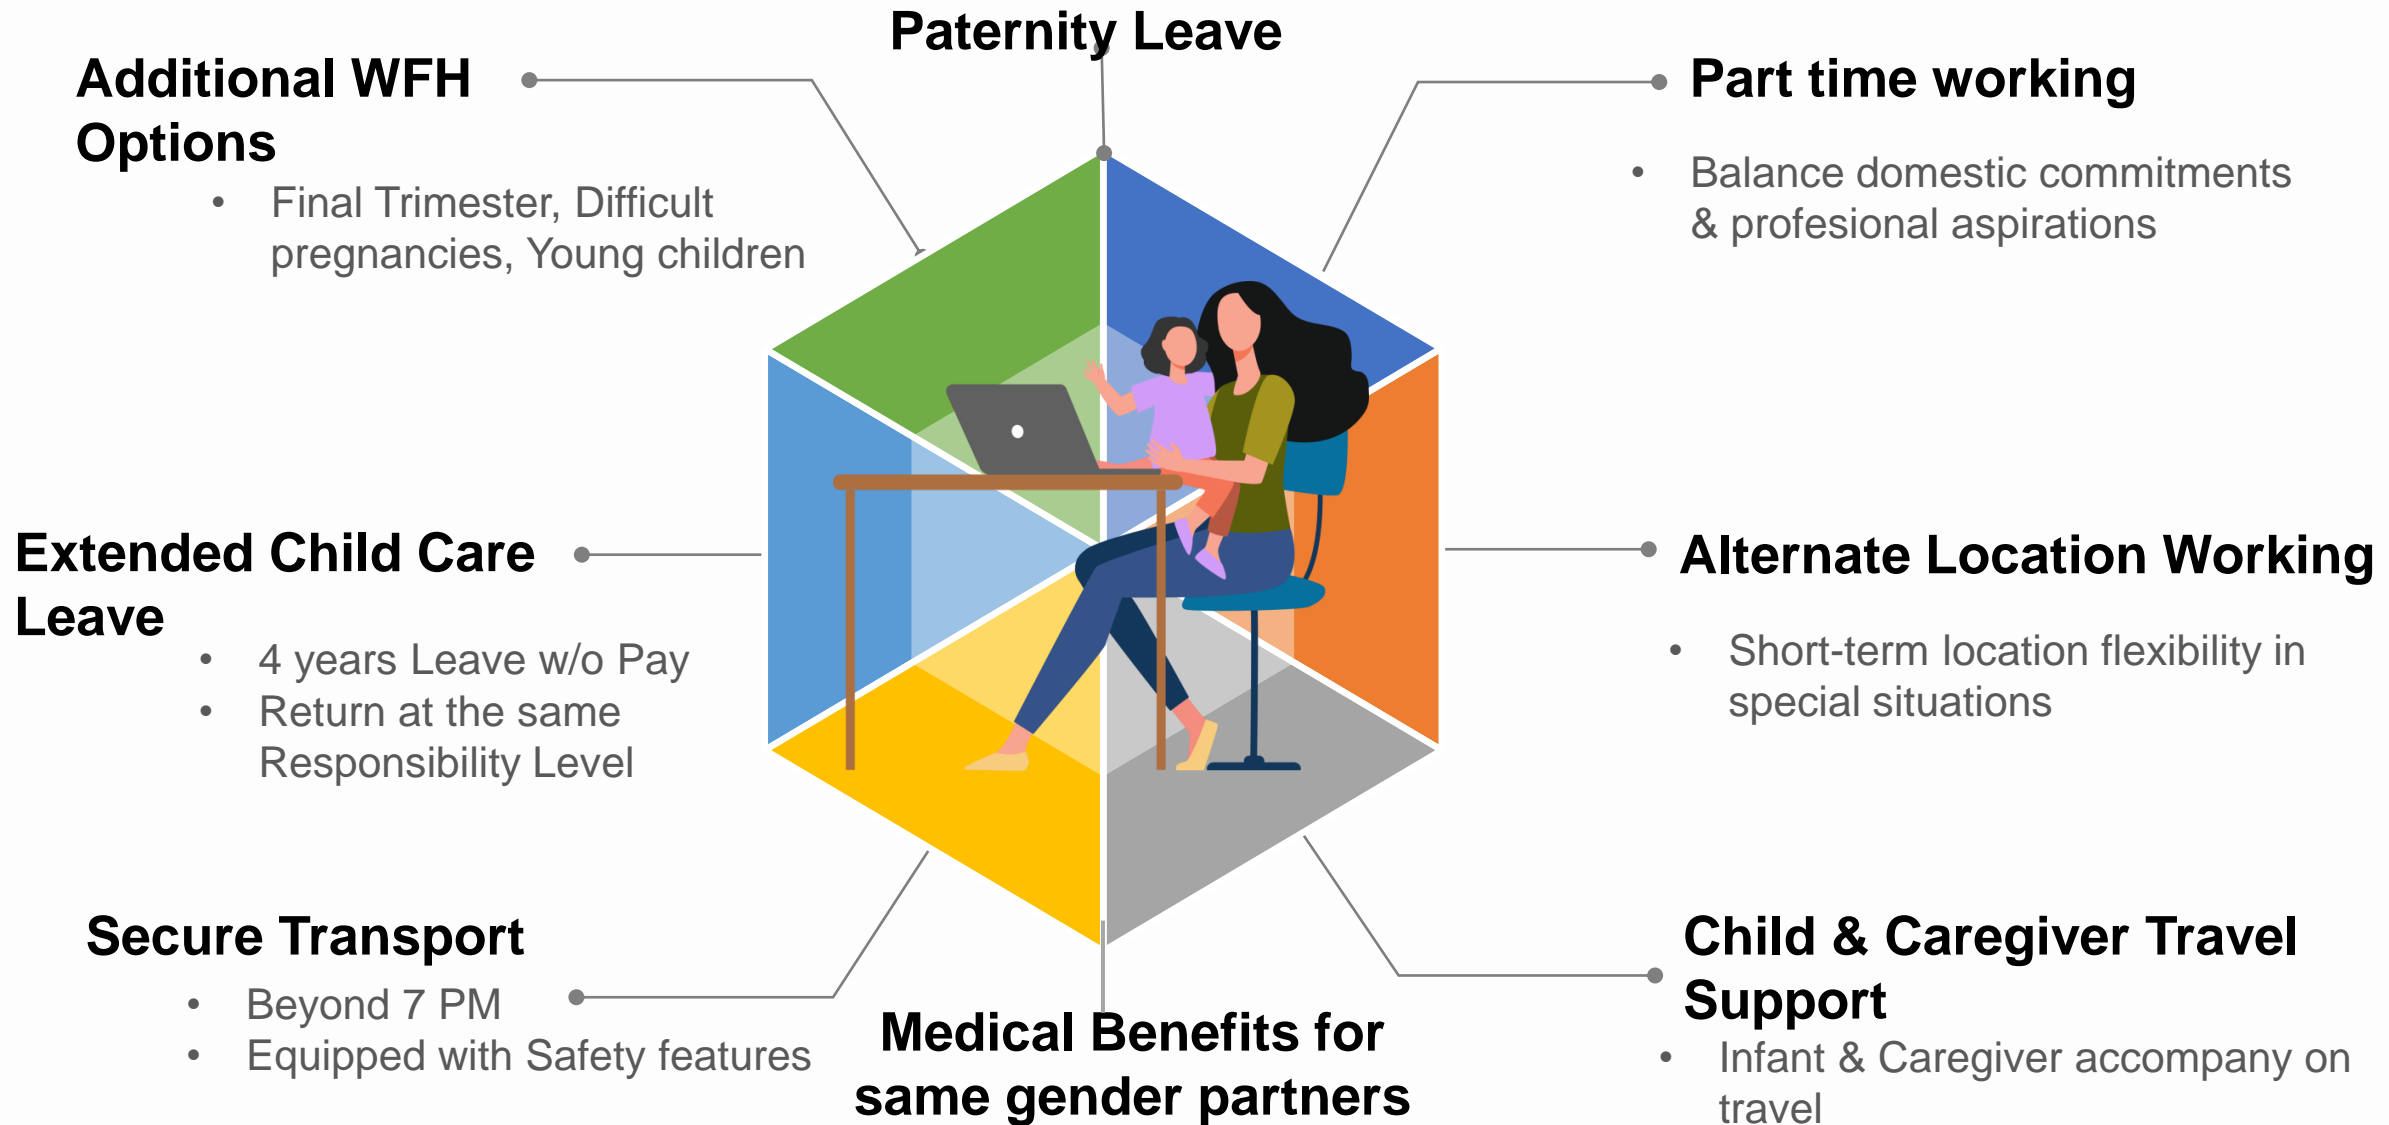 Paternity Leave
Additional WFH
Options
• Final Trimester, Difficult
pregnancies, Young children
Part time working
• Balance domestic commitments
& profesional aspirations
Extended Child Care
Leave
• 4 years Leave w/o Pay
• Return at the same
Responsibility Level
Alternate Location Working
• Short-term location flexibility in
special situations
Secure Transport
• Beyond 7 PM
• Equipped with Safety features
Medical Benefits for
same gender partners
Child & Caregiver Travel
Support
• Infant & Caregiver accompany on
travel